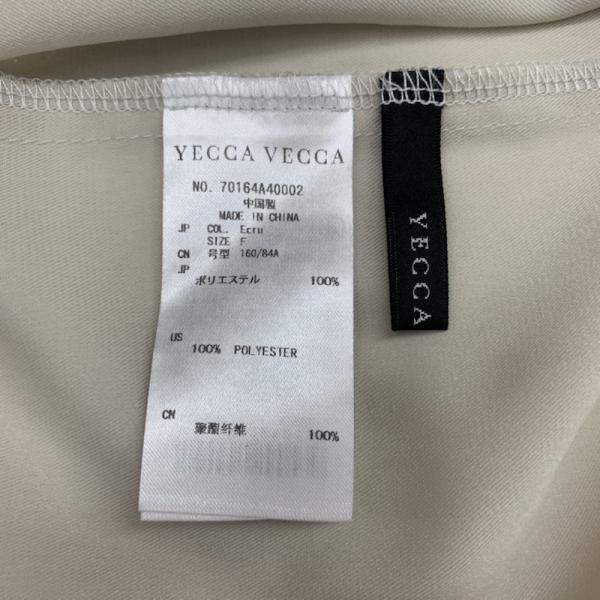 YECCA VECCA
NO. 70164A40002
中国製
MADE IN CHINA
JP COL. Ecru
SIZE F
CN 号型 160/84A
JP
ポリエステル 100%
US
100% POLYESTER
CN
聚酯纤维 100%
YECCA